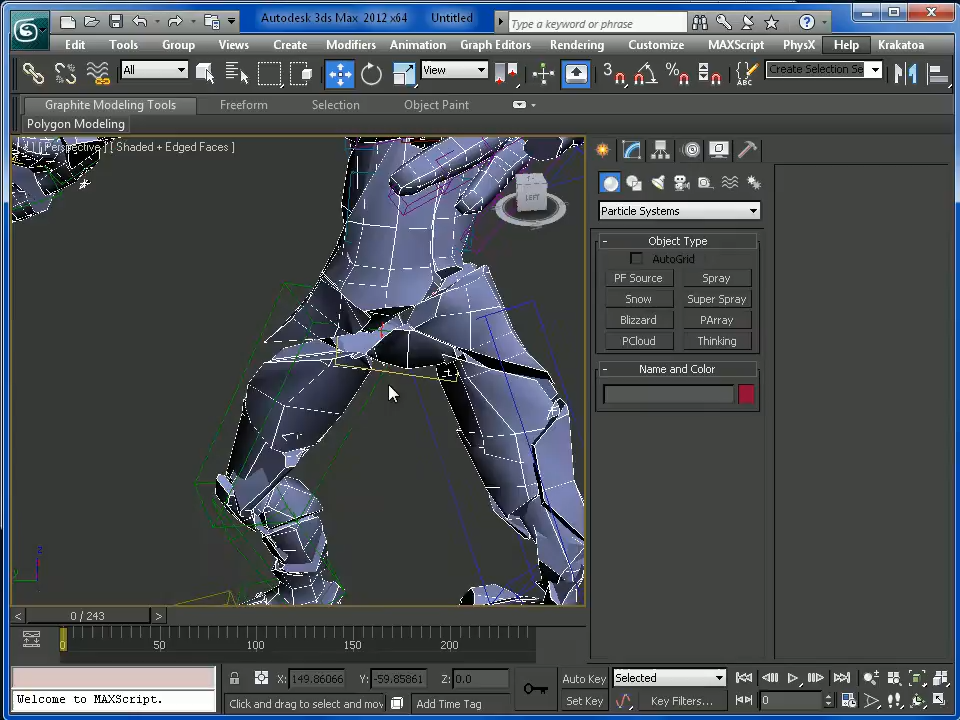 Autodesk 3ds Max 2012 x64 Untitled
Type a keyword or phrase
Edit Tools Group Views Create Modifiers Animation Graph Editors Rendering Customize MAXScript PhysX Help Krakatoa
All View 3 ABC Create Selection Se
Graphite Modeling Tools Freeform Selection Object Paint
Polygon Modeling
[ Perspective ] [ Shaded + Edged Faces ]
LEFT
Particle Systems
- Object Type
AutoGrid
PF Source Spray
Snow Super Spray
Blizzard PArray
PCloud Thinking
- Name and Color
z
< 0 / 243 >
0 50 100 150 200
X: 149.86066 Y: -59.85861 Z: 0.0 Auto Key Selected
Welcome to MAXScript. Click and drag to select and mov Add Time Tag Set Key Key Filters... 0